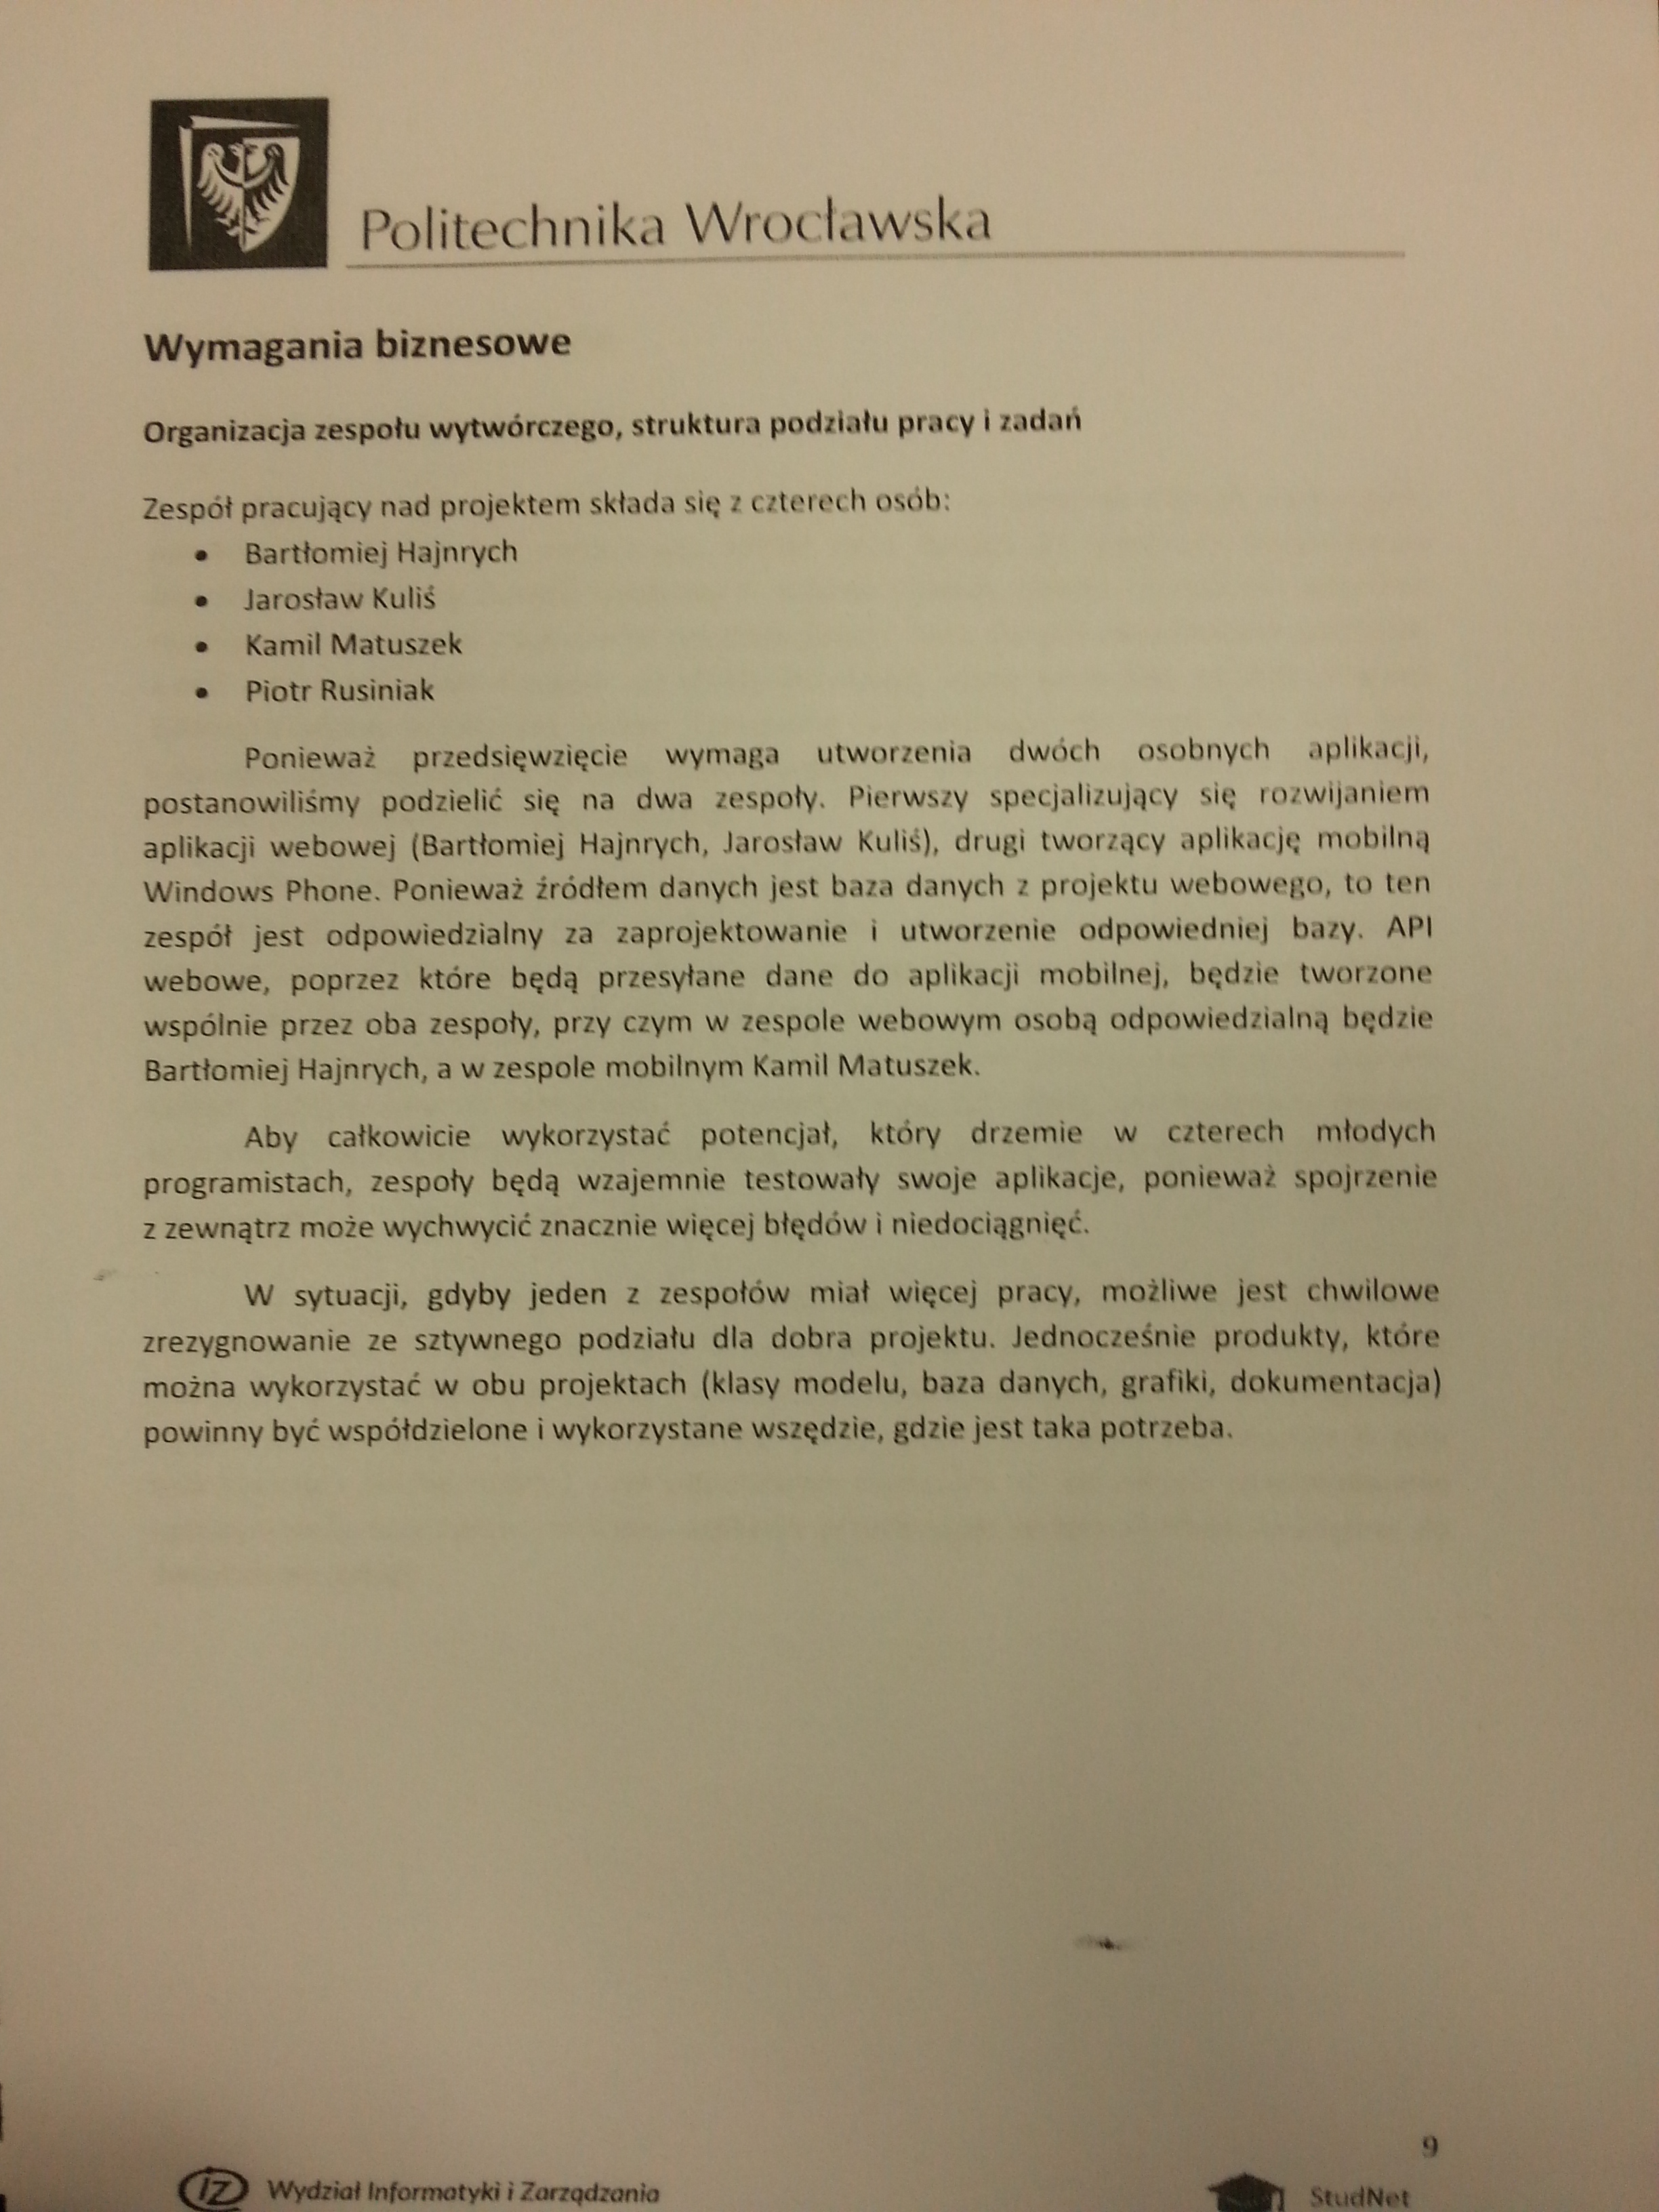 Politechnika Wrocławska
Wymagania biznesowe
Organizacja zespołu wytwórczego, struktura podziału pracy i zadań
Zespół pracujący nad projektem składa się z czterech osób:
• Bartłomiej Hajnrych
• Jarosław Kuliś
• Kamil Matuszek
• Piotr Rusiniak
Ponieważ przedsięwzięcie wymaga utworzenia dwóch osobnych aplikacji,
postanowiliśmy podzielić się na dwa zespoły. Pierwszy specjalizujący się rozwijaniem
aplikacji webowej (Bartłomiej Hajnrych, Jarosław Kuliś), drugi tworzący aplikację mobilną
Windows Phone. Ponieważ źródłem danych jest baza danych z projektu webowego, to ten
zespół jest odpowiedzialny za zaprojektowanie i utworzenie odpowiedniej bazy. API
webowe, poprzez które będą przesyłane dane do aplikacji mobilnej, będzie tworzone
wspólnie przez oba zespoły, przy czym w zespole webowym osobą odpowiedzialną będzie
Bartłomiej Hajnrych, a w zespole mobilnym Kamil Matuszek.
Aby całkowicie wykorzystać potencjał, który drzemie w czterech młodych
programistach, zespoły będą wzajemnie testowały swoje aplikacje, ponieważ spojrzenie
z zewnątrz może wychwycić znacznie więcej błędów i niedociągnięć.
W sytuacji, gdyby jeden z zespołów miał więcej pracy, możliwe jest chwilowe
zrezygnowanie ze sztywnego podziału dla dobra projektu. Jednocześnie produkty, które
można wykorzystać w obu projektach (klasy modelu, baza danych, grafiki, dokumentacja)
powinny być współdzielone i wykorzystane wszędzie, gdzie jest taka potrzeba.
9
IZ Wydział Informatyki i Zarządzania
StudNet